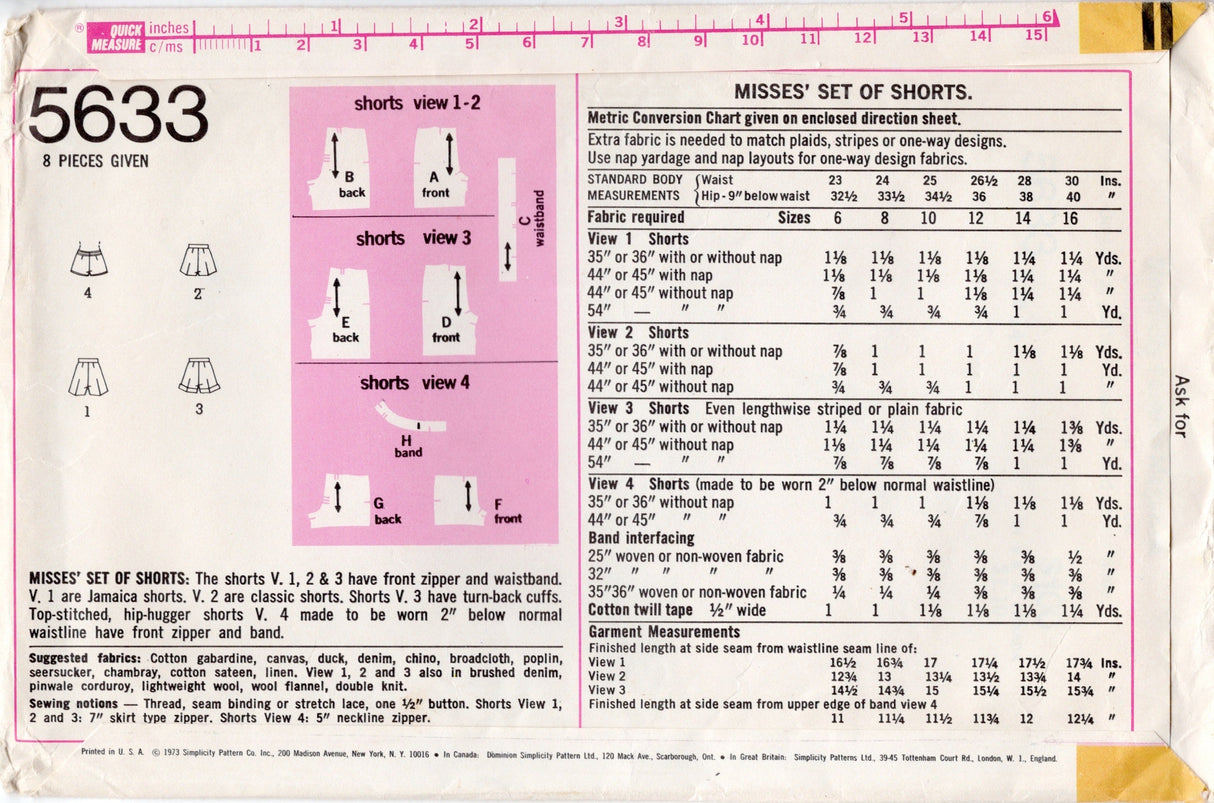 ® QUICK MEASURE inches 1 2 3 4 5 6
c/ms 1 2 3 4 5 6 7 8 9 10 11 12 13 14 15
5633
8 PIECES GIVEN
4 2
1 3
shorts view 1-2
B back A front
C waistband
shorts view 3
E back D front
shorts view 4
H band
G back F front
MISSES' SET OF SHORTS: The shorts V. 1, 2 & 3 have front zipper and waistband.
V. 1 are Jamaica shorts. V. 2 are classic shorts. Shorts V. 3 have turn-back cuffs.
Top-stitched, hip-hugger shorts V. 4 made to be worn 2" below normal
waistline have front zipper and band.
Suggested fabrics: Cotton gabardine, canvas, duck, denim, chino, broadcloth, poplin,
seersucker, chambray, cotton sateen, linen. View 1, 2 and 3 also in brushed denim,
pinwale corduroy, lightweight wool, wool flannel, double knit.
Sewing notions — Thread, seam binding or stretch lace, one ½" button. Shorts View 1,
2 and 3: 7" skirt type zipper. Shorts View 4: 5" neckline zipper.
MISSES' SET OF SHORTS.
Metric Conversion Chart given on enclosed direction sheet.
Extra fabric is needed to match plaids, stripes or one-way designs.
Use nap yardage and nap layouts for one-way design fabrics.
STANDARD BODY Waist 23 24 25 26½ 28 30 Ins.
MEASUREMENTS Hip-9" below waist 32½ 33½ 34½ 36 38 40 "
Fabric required Sizes 6 8 10 12 14 16
View 1 Shorts
35" or 36" with or without nap 1⅛ 1⅛ 1⅛ 1⅛ 1¼ 1¼ Yds.
44" or 45" with nap 1⅛ 1⅛ 1⅛ 1⅛ 1¼ 1¼ "
44" or 45" without nap ⅞ 1 1 1⅛ 1¼ 1¼ "
54" — " " ¾ ¾ ¾ ¾ 1 1 Yd.
View 2 Shorts
35" or 36" with or without nap ⅞ 1 1 1 1⅛ 1⅛ Yds.
44" or 45" with nap ⅞ 1 1 1 1 1 Yd.
44" or 45" without nap ¾ ¾ ¾ 1 1 1 "
View 3 Shorts Even lengthwise striped or plain fabric
35" or 36" with or without nap 1¼ 1¼ 1¼ 1¼ 1¼ 1⅜ Yds.
44" or 45" without nap 1⅛ 1¼ 1¼ 1¼ 1¼ 1⅜ "
54" — " " ⅞ ⅞ ⅞ ⅞ 1 1 Yd.
View 4 Shorts (made to be worn 2" below normal waistline)
35" or 36" without nap 1 1 1 1⅛ 1⅛ 1⅛ Yds.
44" or 45" " " ¾ ¾ ¾ ⅞ 1 1 Yd.
Band interfacing
25" woven or non-woven fabric ⅜ ⅜ ⅜ ⅜ ⅜ ½ "
32" " " " " ⅜ ⅜ ⅜ ⅜ ⅜ ⅜ "
35"36" woven or non-woven fabric ¼ ¼ ¼ ⅜ ⅜ ⅜ "
Cotton twill tape ½" wide 1 1 1⅛ 1⅛ 1⅛ 1¼ Yds.
Garment Measurements
Finished length at side seam from waistline seam line of:
View 1 16½ 16¾ 17 17¼ 17½ 17¾ Ins.
View 2 12¾ 13 13¼ 13½ 13¾ 14 "
View 3 14½ 14¾ 15 15¼ 15½ 15¾ "
Finished length at side seam from upper edge of band view 4
11 11¼ 11½ 11¾ 12 12¼ "
Ask for
Printed in U. S. A. © 1973 Simplicity Pattern Co. Inc., 200 Madison Avenue, New York, N. Y. 10016 • In Canada: Dominion Simplicity Pattern Ltd., 120 Mack Ave., Scarborough, Ont. • In Great Britain: Simplicity Patterns Ltd., 39-45 Tottenham Court Rd., London, W. 1., England.